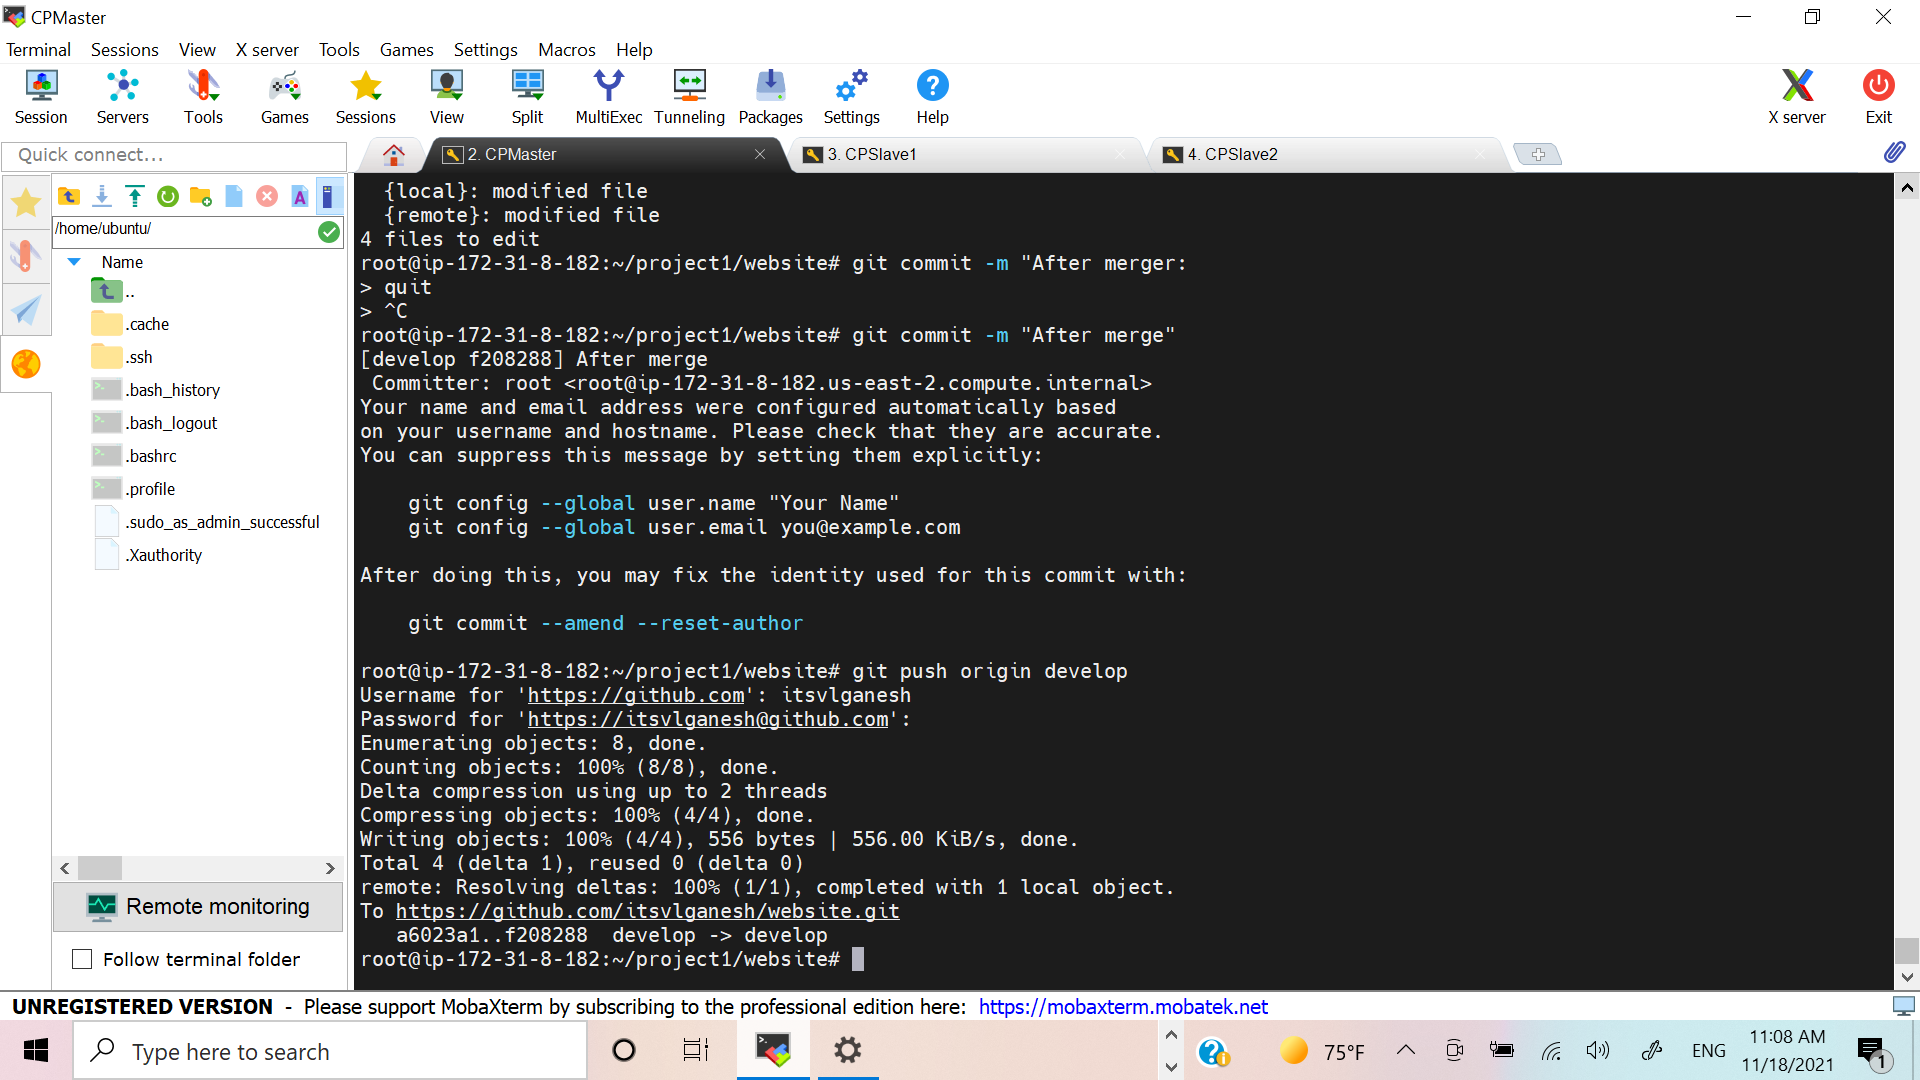 CPMaster
Terminal Sessions View X server Tools Games Settings Macros Help
Session Servers Tools Games Sessions View Split MultiExec Tunneling Packages Settings Help X server Exit
Quick connect...
2. CPMaster
3. CPSlave1
4. CPSlave2
/home/ubuntu/
Name
..
.cache
.ssh
.bash_history
.bash_logout
.bashrc
.profile
.sudo_as_admin_successful
.Xauthority
Remote monitoring
Follow terminal folder
{local}: modified file
{remote}: modified file
4 files to edit
root@ip-172-31-8-182:~/project1/website# git commit -m "After merger:
> quit
> ^C
root@ip-172-31-8-182:~/project1/website# git commit -m "After merge"
[develop f208288] After merge
Committer: root <root@ip-172-31-8-182.us-east-2.compute.internal>
Your name and email address were configured automatically based
on your username and hostname. Please check that they are accurate.
You can suppress this message by setting them explicitly:
git config --global user.name "Your Name"
git config --global user.email you@example.com
After doing this, you may fix the identity used for this commit with:
git commit --amend --reset-author
root@ip-172-31-8-182:~/project1/website# git push origin develop
Username for 'https://github.com': itsvlganesh
Password for 'https://itsvlganesh@github.com':
Enumerating objects: 8, done.
Counting objects: 100% (8/8), done.
Delta compression using up to 2 threads
Compressing objects: 100% (4/4), done.
Writing objects: 100% (4/4), 556 bytes | 556.00 KiB/s, done.
Total 4 (delta 1), reused 0 (delta 0)
remote: Resolving deltas: 100% (1/1), completed with 1 local object.
To https://github.com/itsvlganesh/website.git
a6023a1..f208288  develop -> develop
root@ip-172-31-8-182:~/project1/website#
UNREGISTERED VERSION - Please support MobaXterm by subscribing to the professional edition here: https://mobaxterm.mobatek.net
Type here to search
75°F
ENG
11:08 AM
11/18/2021
1